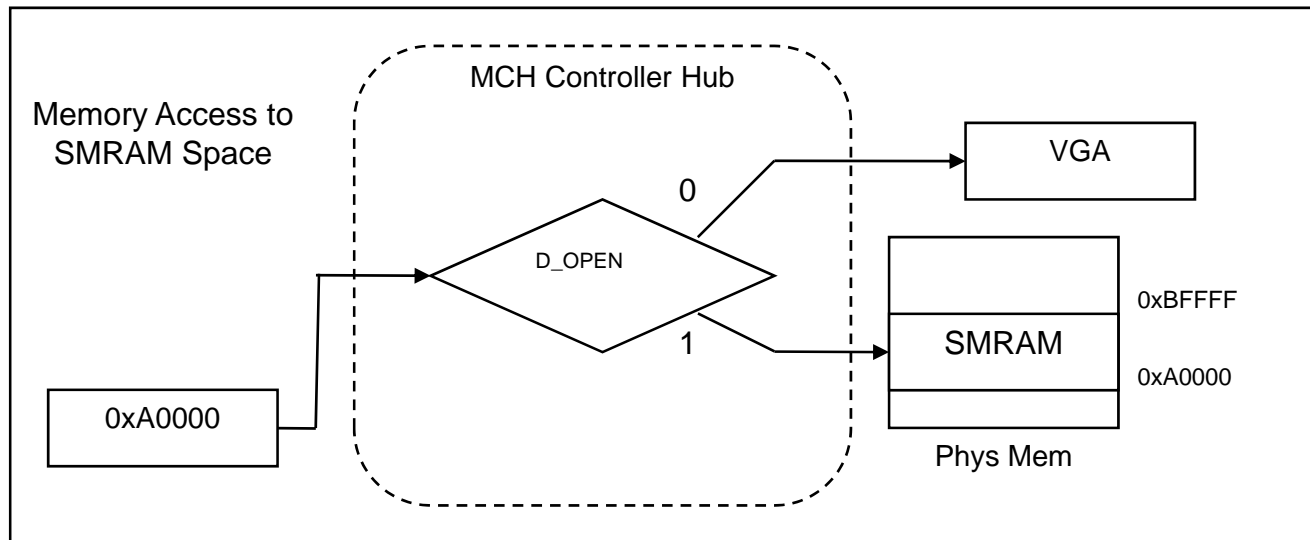 MCH Controller Hub
Memory Access to
SMRAM Space
VGA
0
D_OPEN
0xBFFFF
1
SMRAM
0xA0000
0xA0000
Phys Mem